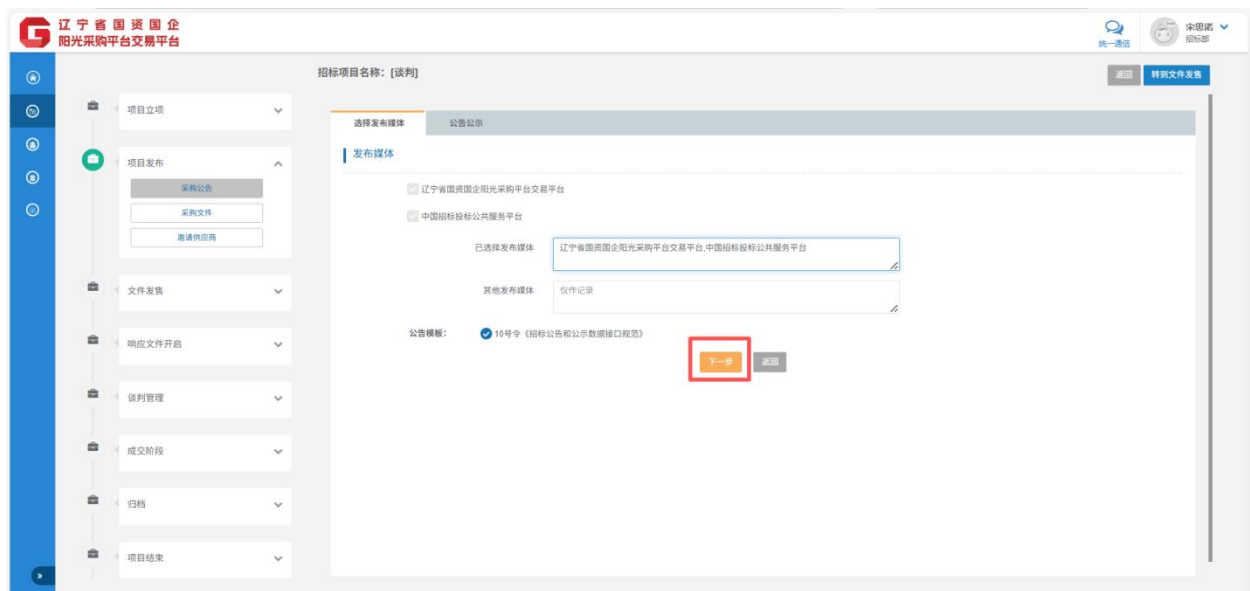 辽宁省国资国企
阳光采购平台交易平台
统一通信
宋思诺
招标部
招标项目名称：[谈判]
返回
转到文件发售
项目立项
项目发布
采购公告
采购文件
邀请供应商
文件发售
响应文件开启
谈判管理
成交阶段
归档
项目结束
选择发布媒体
公告公示
发布媒体
辽宁省国资国企阳光采购平台交易平台
中国招标投标公共服务平台
已选择发布媒体
辽宁省国资国企阳光采购平台交易平台,中国招标投标公共服务平台
其他发布媒体
仅作记录
公告模板：
10号令《招标公告和公示数据接口规范》
下一步
返回